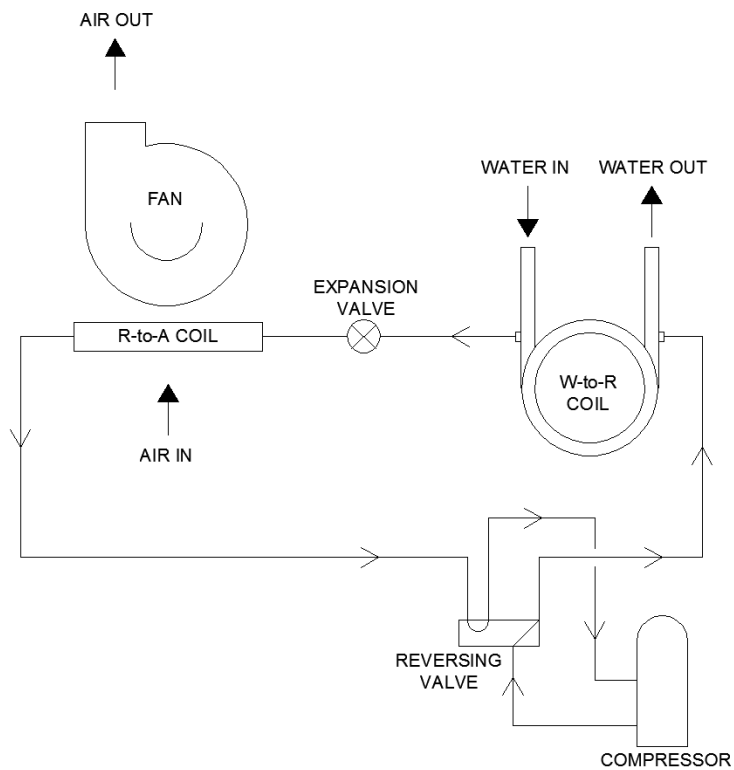 AIR OUT
FAN
WATER IN
WATER OUT
EXPANSION
VALVE
R-to-A COIL
W-to-R
COIL
AIR IN
REVERSING
VALVE
COMPRESSOR